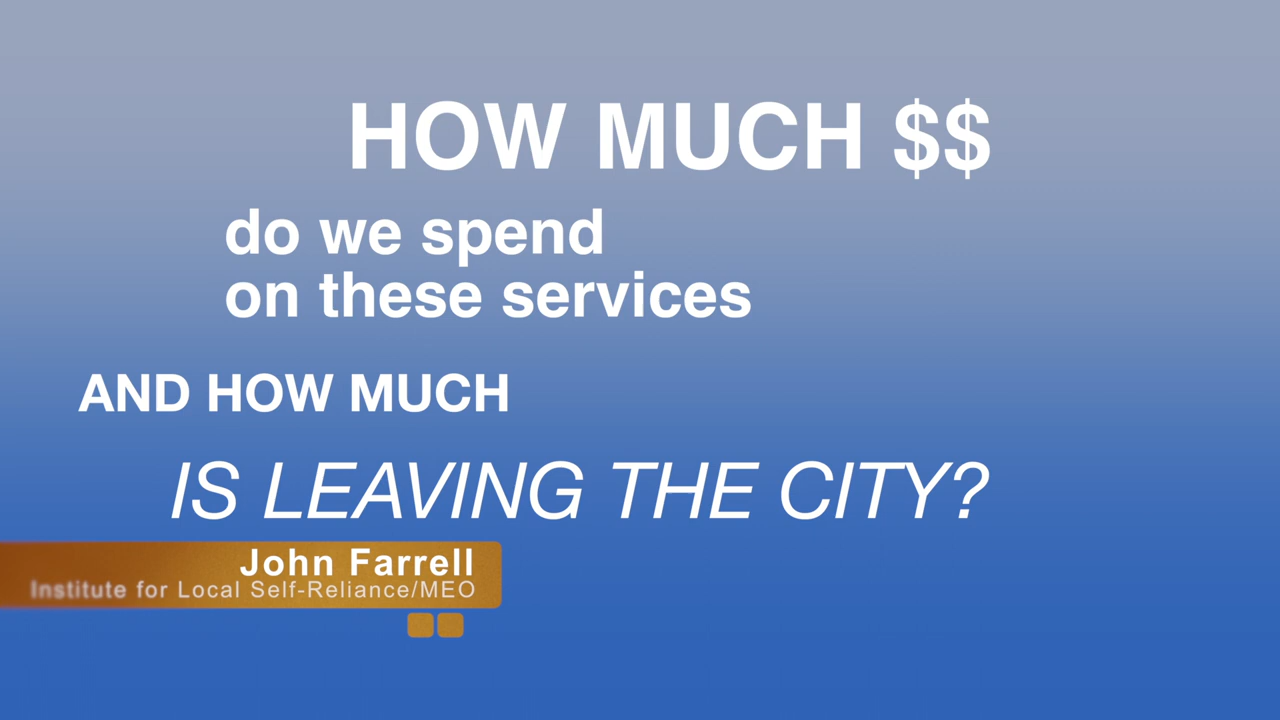 HOW MUCH $$
do we spend
on these services
AND HOW MUCH
IS LEAVING THE CITY?
John Farrell
Institute for Local Self-Reliance/MEO